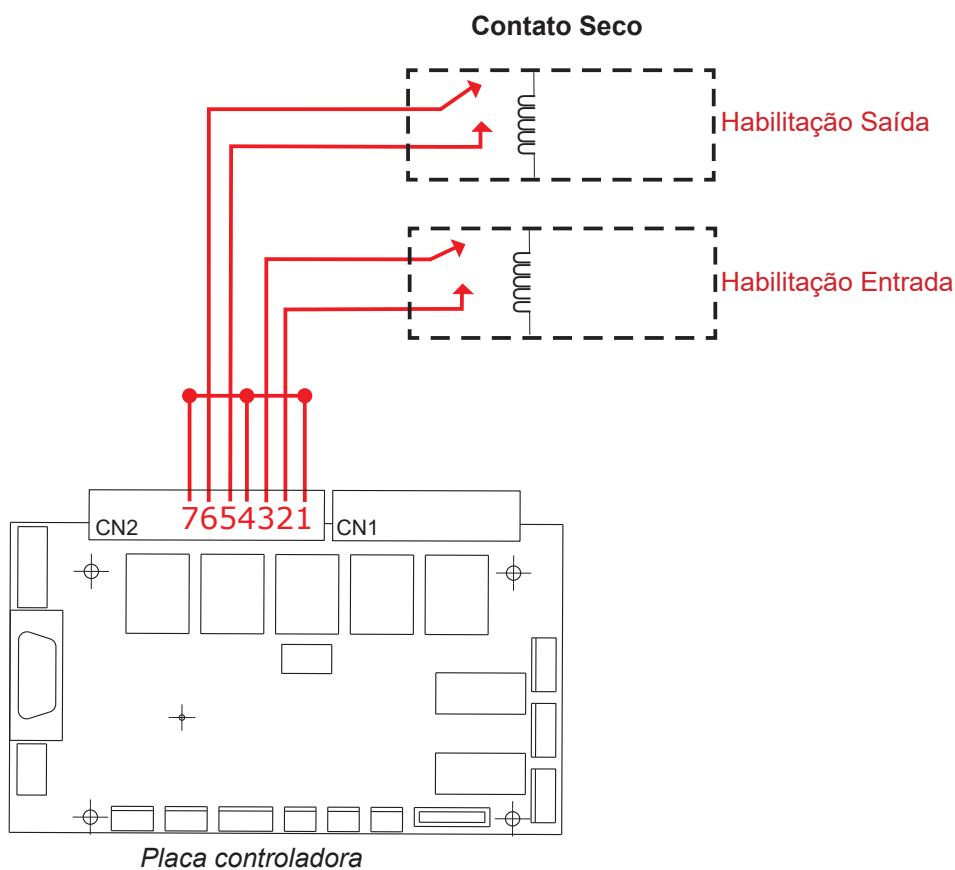 Contato Seco
Habilitação Saída
Habilitação Entrada
CN2 7654321 CN1
Placa controladora